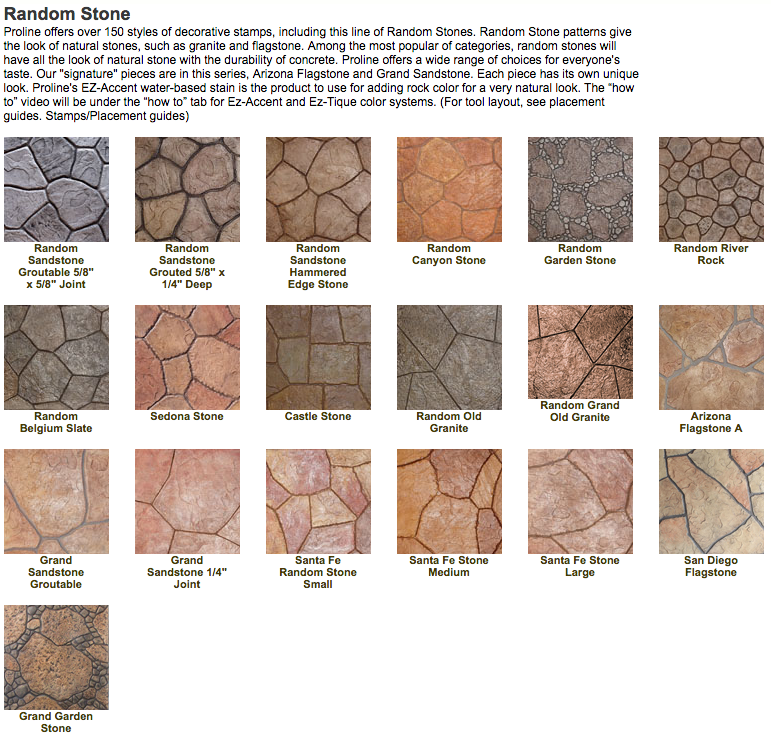 Random Stone
Proline offers over 150 styles of decorative stamps, including this line of Random Stones. Random Stone patterns give
the look of natural stones, such as granite and flagstone. Among the most popular of categories, random stones will
have all the look of natural stone with the durability of concrete. Proline offers a wide range of choices for everyone's
taste. Our "signature" pieces are in this series, Arizona Flagstone and Grand Sandstone. Each piece has its own unique
look. Proline's EZ-Accent water-based stain is the product to use for adding rock color for a very natural look. The “how
to” video will be under the “how to” tab for Ez-Accent and Ez-Tique color systems. (For tool layout, see placement
guides. Stamps/Placement guides)
Random
Sandstone
Groutable 5/8"
x 5/8" Joint
Random
Sandstone
Grouted 5/8" x
1/4" Deep
Random
Sandstone
Hammered
Edge Stone
Random
Canyon Stone
Random
Garden Stone
Random River
Rock
Random
Belgium Slate
Sedona Stone
Castle Stone
Random Old
Granite
Random Grand
Old Granite
Arizona
Flagstone A
Grand
Sandstone
Groutable
Grand
Sandstone 1/4"
Joint
Santa Fe
Random Stone
Small
Santa Fe Stone
Medium
Santa Fe Stone
Large
San Diego
Flagstone
Grand Garden
Stone